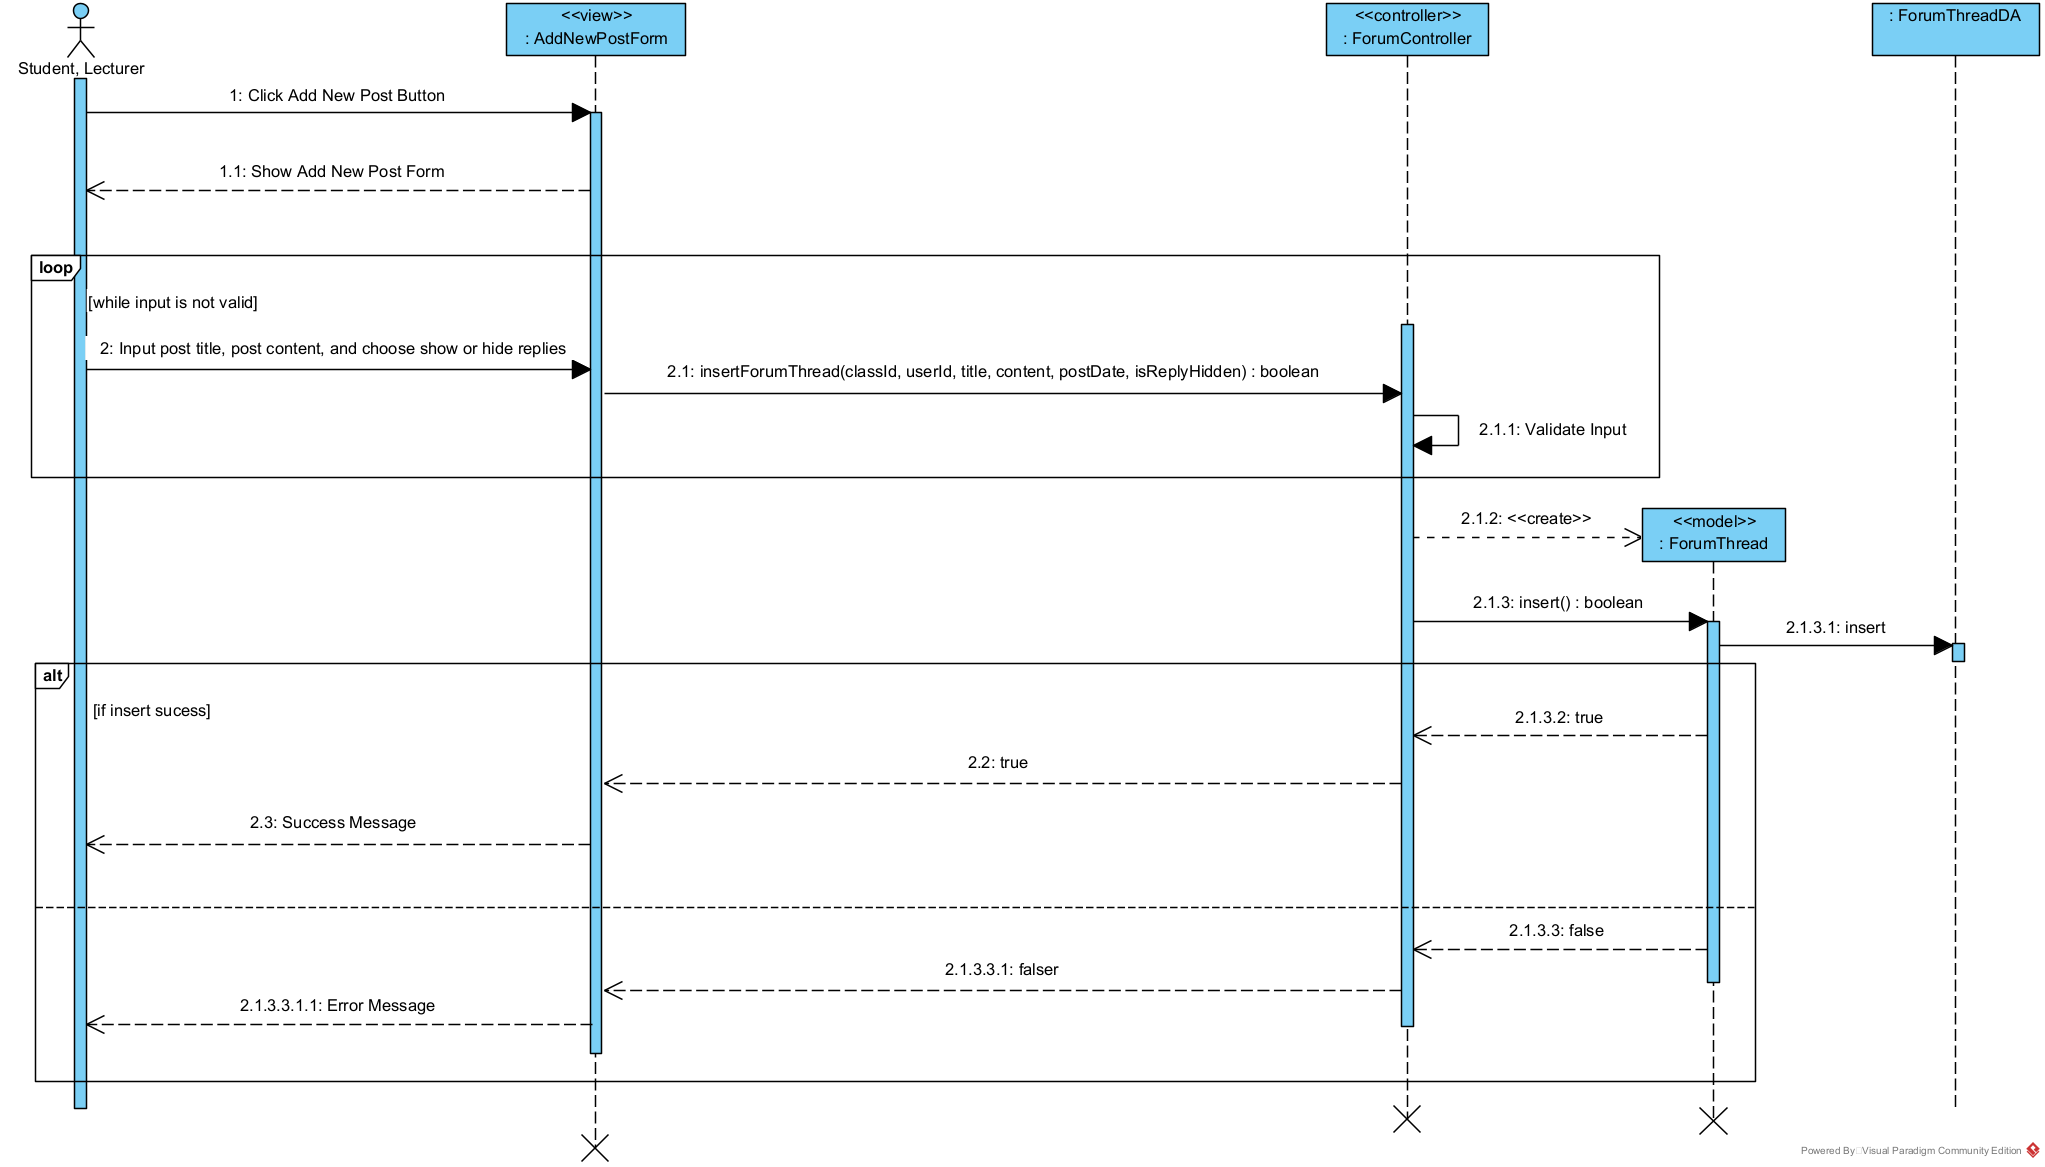 <<view>>
: AddNewPostForm
<<controller>>
: ForumController
: ForumThreadDA
Student, Lecturer
1: Click Add New Post Button
1.1: Show Add New Post Form
loop
[while input is not valid]
2: Input post title, post content, and choose show or hide replies
2.1: insertForumThread(classId, userId, title, content, postDate, isReplyHidden) : boolean
2.1.1: Validate Input
2.1.2: <<create>>
<<model>>
: ForumThread
2.1.3: insert() : boolean
2.1.3.1: insert
alt
[if insert sucess]
2.1.3.2: true
2.2: true
2.3: Success Message
2.1.3.3: false
2.1.3.3.1: falser
2.1.3.3.1.1: Error Message
Powered By Visual Paradigm Community Edition